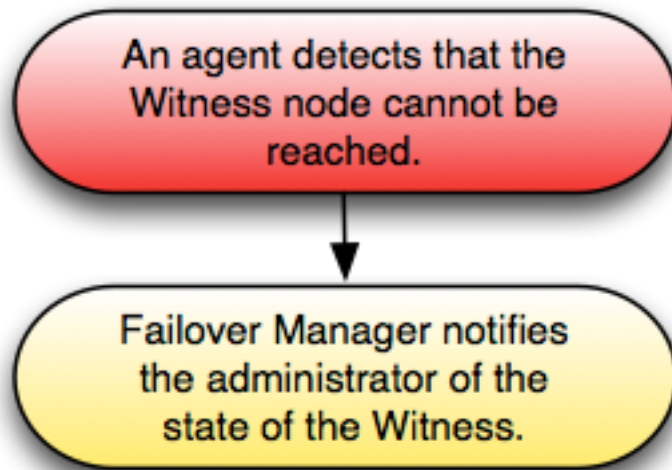 An agent detects that the
Witness node cannot be
reached.
Failover Manager notifies
the administrator of the
state of the Witness.